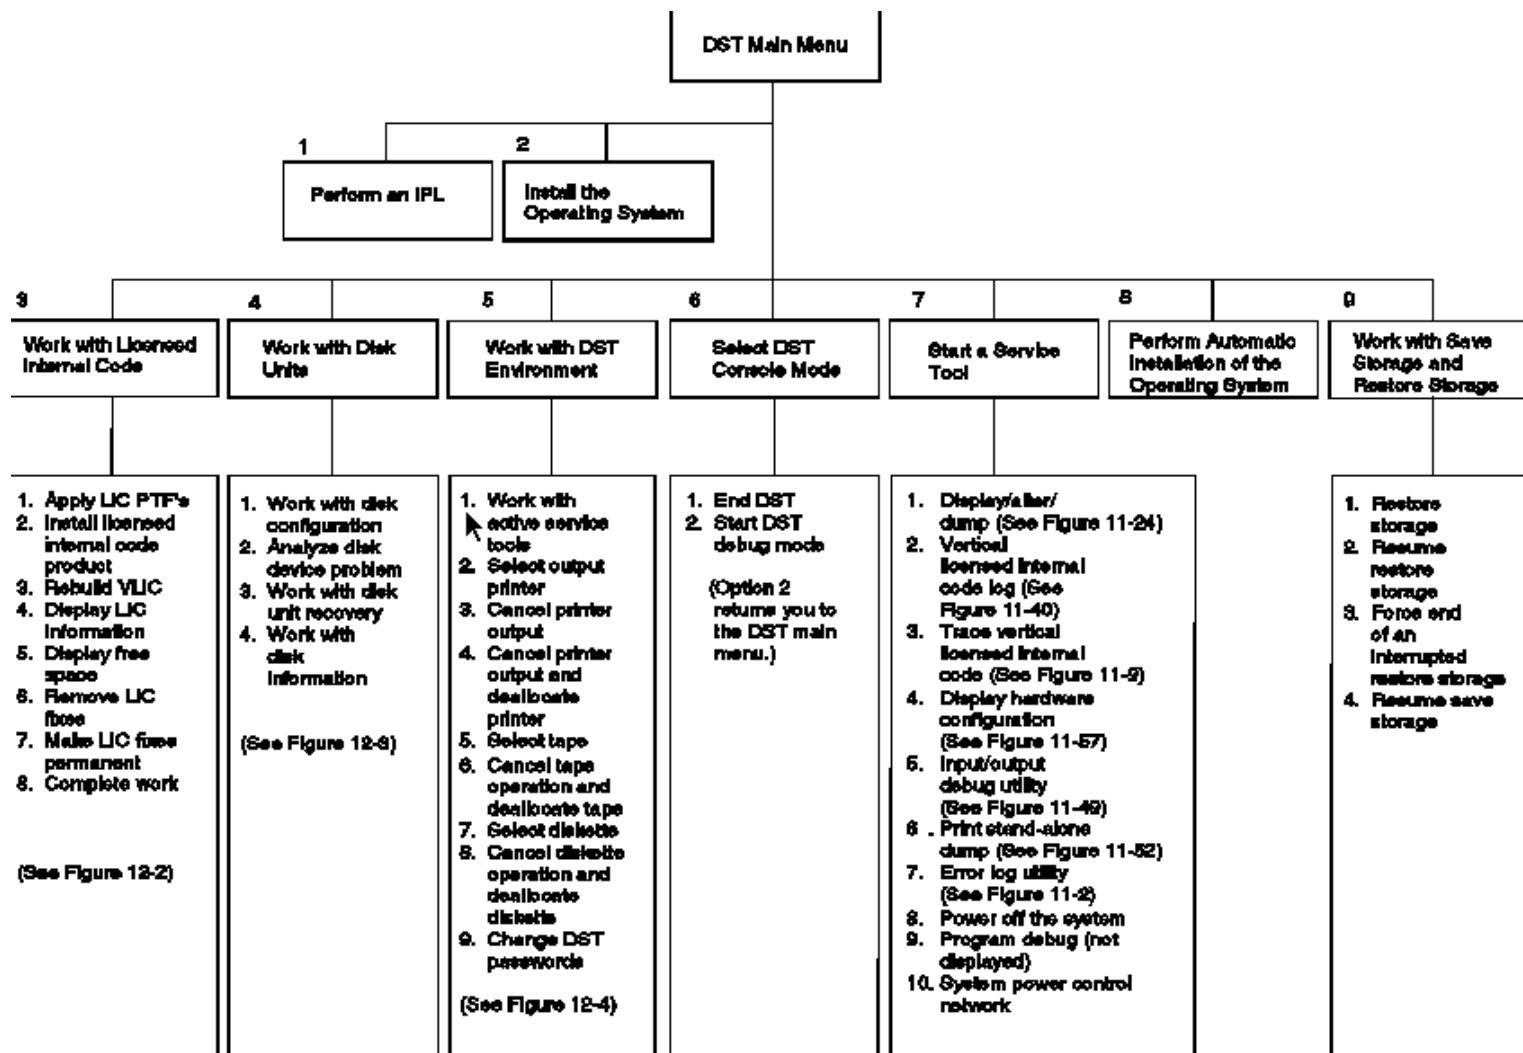 DST Main Menu
1
Perform an IPL
2
Install the
Operating System
3
Work with Licensed
Internal Code
4
Work with Disk
Units
5
Work with DST
Environment
6
Select DST
Console Mode
7
Start a Service
Tool
8
Perform Automatic
Installation of the
Operating System
9
Work with Save
Storage and
Restore Storage
1. Apply LIC PTF's
2. Install licensed
internal code
product
3. Rebuild VLIC
4. Display LIC
Information
5. Display free
space
6. Remove LIC
fixes
7. Make LIC fixes
permanent
8. Complete work
(See Figure 12-2)
1. Work with disk
configuration
2. Analyze disk
device problem
3. Work with disk
unit recovery
4. Work with
disk
Information
(See Figure 12-3)
1. Work with
active service
tools
2. Select output
printer
3. Cancel printer
output
4. Cancel printer
output and
deallocate
printer
5. Select tape
6. Cancel tape
operation and
deallocate tape
7. Select diskette
8. Cancel diskette
operation and
deallocate
diskette
9. Change DST
passwords
(See Figure 12-4)
1. End DST
2. Start DST
debug mode
(Option 2
returns you to
the DST main
menu.)
1. Display/alter/
dump (See Figure 11-24)
2. Vertical
licensed internal
code log (See
Figure 11-40)
3. Trace vertical
licensed internal
code (See Figure 11-9)
4. Display hardware
configuration
(See Figure 11-57)
5. Input/output
debug utility
(See Figure 11-49)
6 . Print stand-alone
dump (See Figure 11-52)
7. Error log utility
(See Figure 11-2)
8. Power off the system
9. Program debug (not
displayed)
10. System power control
network
1. Restore
storage
2. Resume
restore
storage
3. Force end
of an
Interrupted
restore storage
4. Resume save
storage